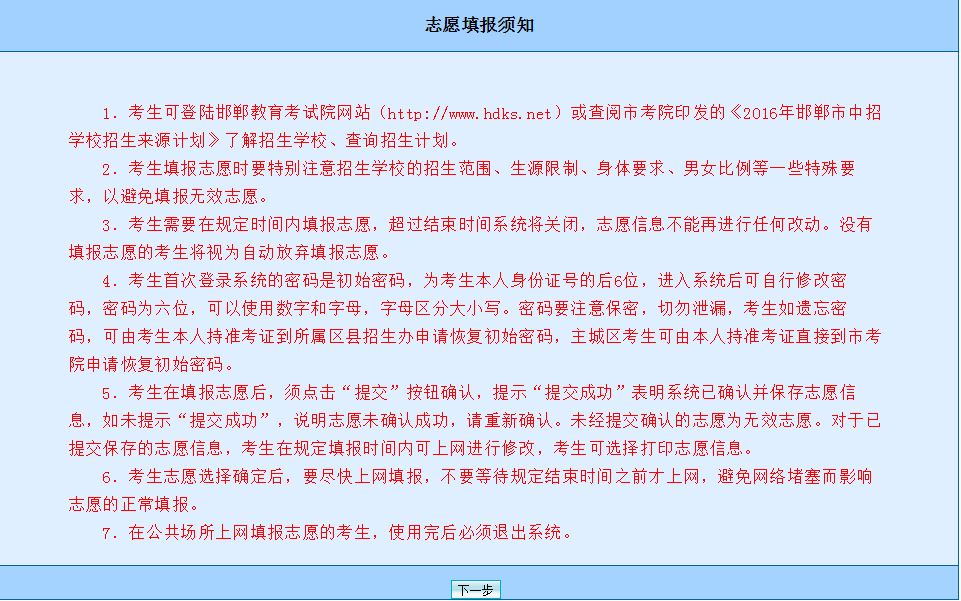 志愿填报须知
1．考生可登陆邯郸教育考试院网站（http://www.hdks.net）或查阅市考院印发的《2016年邯郸市中招
学校招生来源计划》了解招生学校、查询招生计划。
2．考生填报志愿时要特别注意招生学校的招生范围、生源限制、身体要求、男女比例等一些特殊要
求，以避免填报无效志愿。
3．考生需要在规定时间内填报志愿，超过结束时间系统将关闭，志愿信息不能再进行任何改动。没有
填报志愿的考生将视为自动放弃填报志愿。
4．考生首次登录系统的密码是初始密码，为考生本人身份证号的后6位，进入系统后可自行修改密
码，密码为六位，可以使用数字和字母，字母区分大小写。密码要注意保密，切勿泄漏，考生如遗忘密
码，可由考生本人持准考证到所属区县招生办申请恢复初始密码，主城区考生可由本人持准考证直接到市考
院申请恢复初始密码。
5．考生在填报志愿后，须点击“提交”按钮确认，提示“提交成功”表明系统已确认并保存志愿信
息，如未提示“提交成功”，说明志愿未确认成功，请重新确认。未经提交确认的志愿为无效志愿。对于已
提交保存的志愿信息，考生在规定填报时间内可上网进行修改，考生可选择打印志愿信息。
6．考生志愿选择确定后，要尽快上网填报，不要等待规定结束时间之前才上网，避免网络堵塞而影响
志愿的正常填报。
7．在公共场所上网填报志愿的考生，使用完后必须退出系统。
下一步